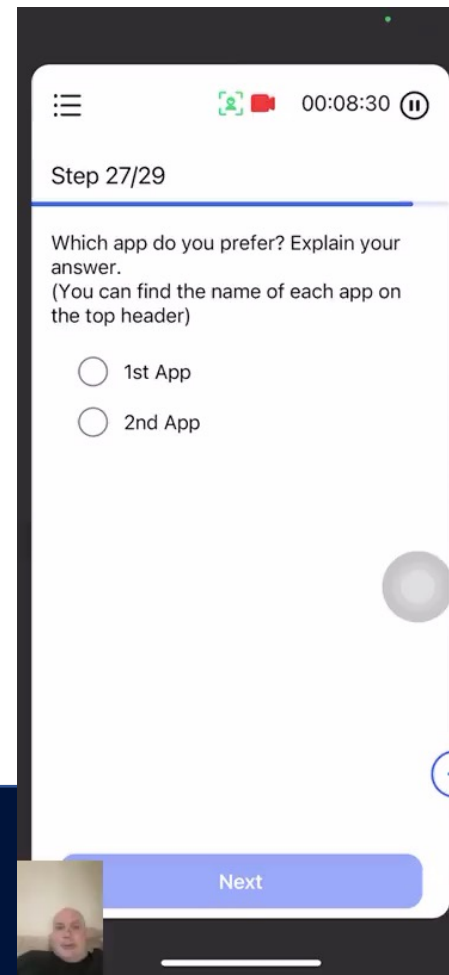 00:08:30
Step 27/29
Which app do you prefer? Explain your
answer.
(You can find the name of each app on
the top header)
1st App
2nd App
Next